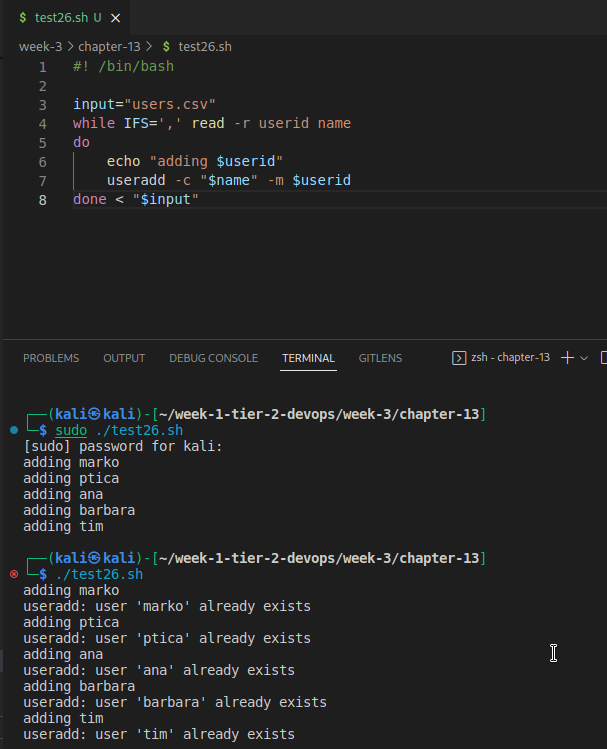 $ test26.sh U ×
week-3 > chapter-13 > $ test26.sh
1 #! /bin/bash
2
3 input="users.csv"
4 while IFS=',' read -r userid name
5 do
6 echo "adding $userid"
7 useradd -c "$name" -m $userid
8 done < "$input"
PROBLEMS OUTPUT DEBUG CONSOLE TERMINAL GITLENS zsh - chapter-13
┌──(kali㉿kali)-[~/week-1-tier-2-devops/week-3/chapter-13]
└─$ sudo ./test26.sh
[sudo] password for kali:
adding marko
adding ptica
adding ana
adding barbara
adding tim
┌──(kali㉿kali)-[~/week-1-tier-2-devops/week-3/chapter-13]
└─$ ./test26.sh
adding marko
useradd: user 'marko' already exists
adding ptica
useradd: user 'ptica' already exists
adding ana
useradd: user 'ana' already exists
adding barbara
useradd: user 'barbara' already exists
adding tim
useradd: user 'tim' already exists